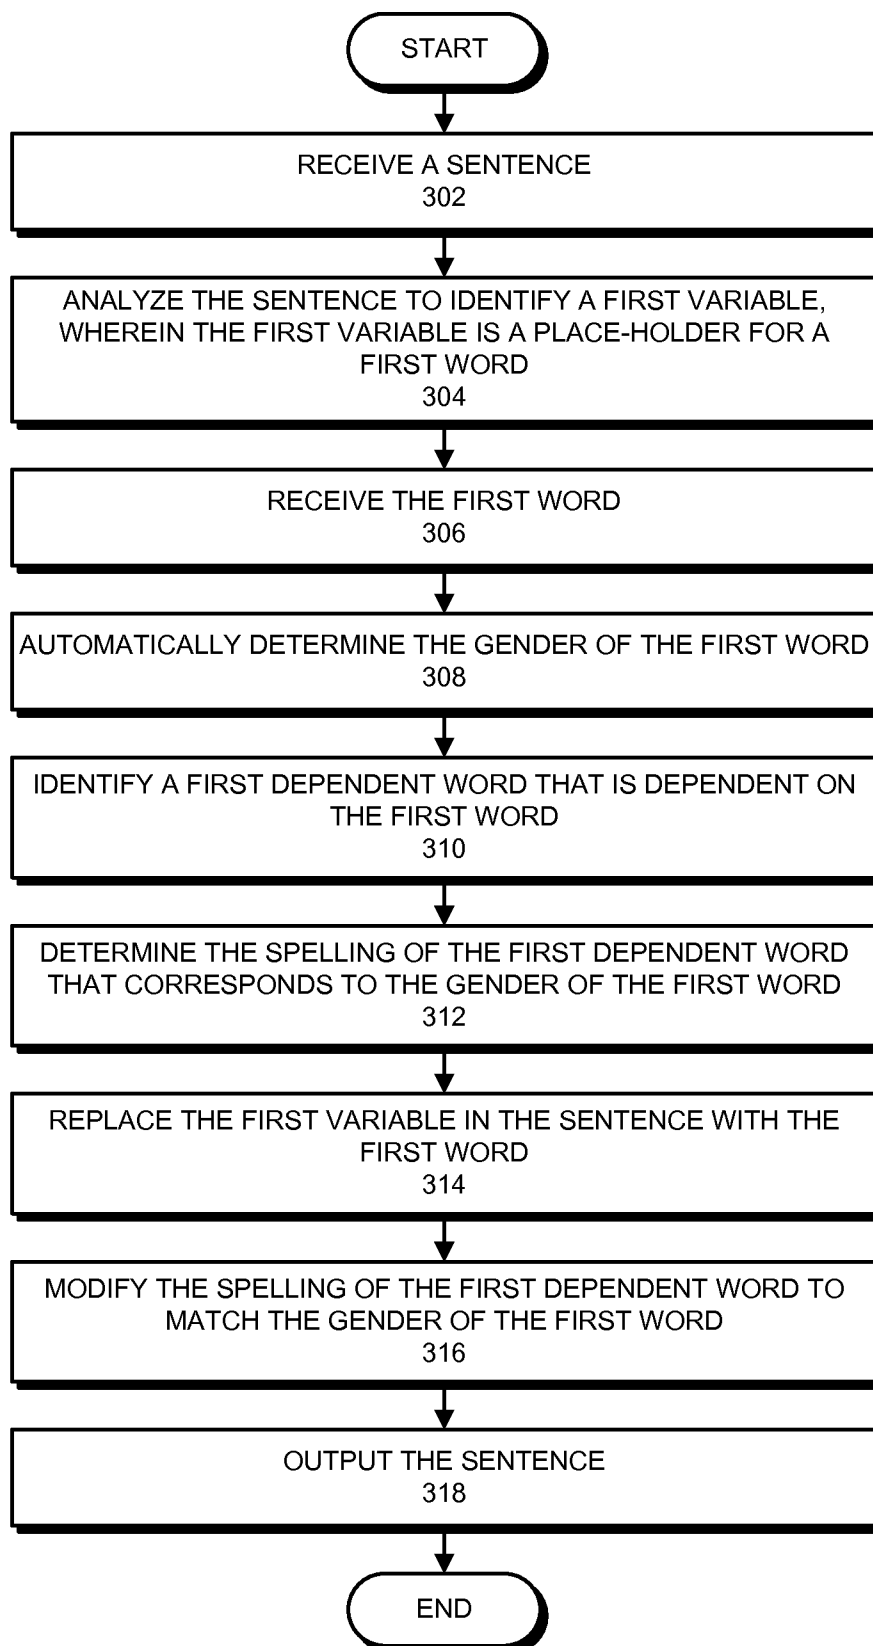 START
RECEIVE A SENTENCE
302
ANALYZE THE SENTENCE TO IDENTIFY A FIRST VARIABLE,
WHEREIN THE FIRST VARIABLE IS A PLACE-HOLDER FOR A
FIRST WORD
304
RECEIVE THE FIRST WORD
306
AUTOMATICALLY DETERMINE THE GENDER OF THE FIRST WORD
308
IDENTIFY A FIRST DEPENDENT WORD THAT IS DEPENDENT ON
THE FIRST WORD
310
DETERMINE THE SPELLING OF THE FIRST DEPENDENT WORD
THAT CORRESPONDS TO THE GENDER OF THE FIRST WORD
312
REPLACE THE FIRST VARIABLE IN THE SENTENCE WITH THE
FIRST WORD
314
MODIFY THE SPELLING OF THE FIRST DEPENDENT WORD TO
MATCH THE GENDER OF THE FIRST WORD
316
OUTPUT THE SENTENCE
318
END